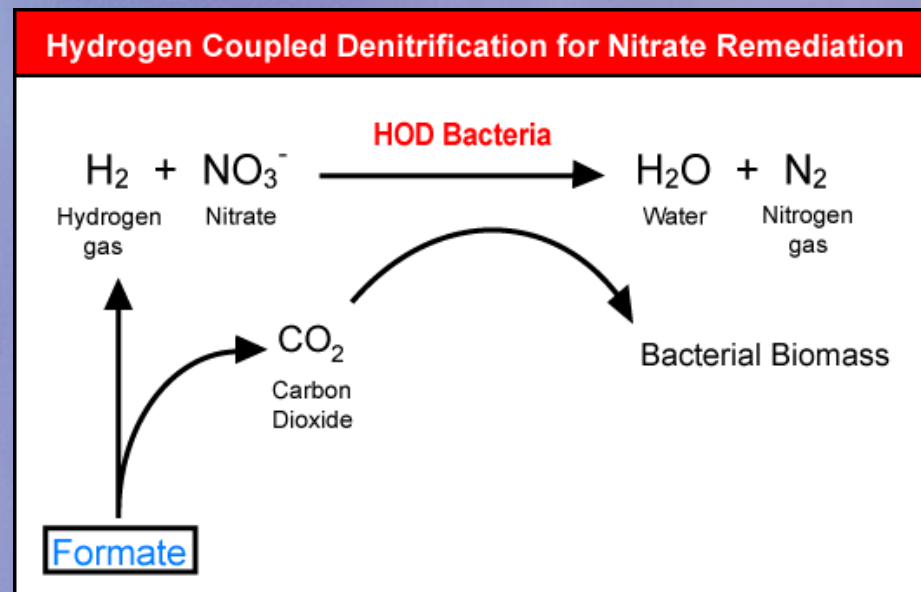 Hydrogen Coupled Denitrification for Nitrate Remediation
HOD Bacteria
H₂ + NO₃⁻ H₂O + N₂
Hydrogen gas Nitrate Water Nitrogen gas
CO₂
Carbon
Dioxide
Bacterial Biomass
Formate